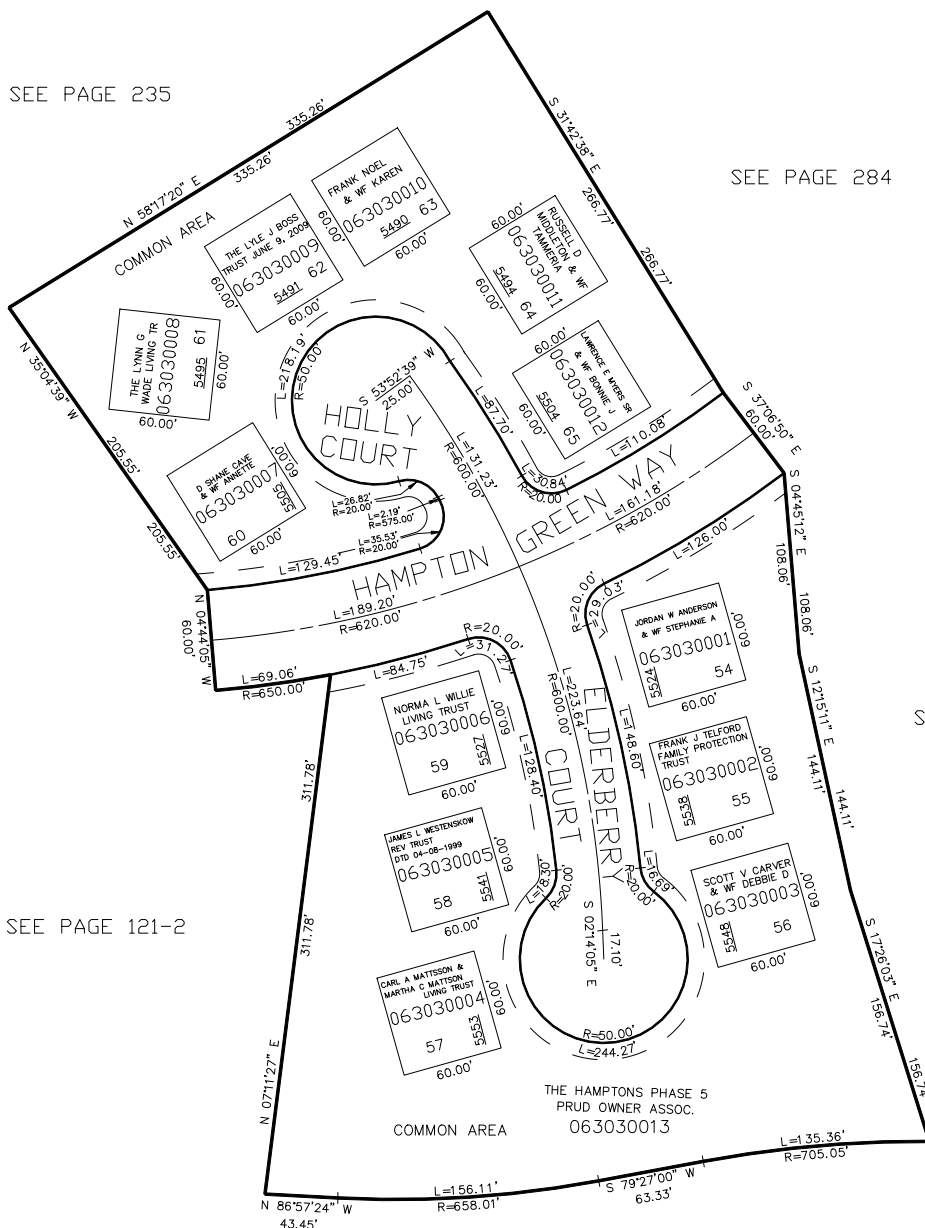 SEE PAGE 235
SEE PAGE 284
SEE PAGE 121-2
S
N 58°17'20" E
335.26'
335.26'
COMMON AREA
S 31°42'38" E
266.77'
266.77'
N 35°04'39" W
205.55'
205.55'
THE LYNN G
WADE LIVING TR
063030008
5495 61
60.00'
60.00'
THE LYLE J BOSS
TRUST JUNE 9, 2009
063030009
5491 62
60.00'
60.00'
FRANK NOEL
& WF KAREN
063030010
5490 63
60.00'
60.00'
RUSSELL D
MIDDLETON & WF
TAMMERIA
063030011
5494 64
60.00'
60.00'
LAWRENCE E MYERS SR
& WF BONNIE J
063030012
5504 65
60.00'
60.00'
D SHANE CAVE
& WF ANNETTE
063030007
60 5505
60.00'
60.00'
L=218.19'
R=50.00'
S 53°52'39" W
25.00'
HOLLY
COURT
L=87.70'
L=131.23'
R=600.00'
L=30.84'
R=20.00'
L=110.08'
L=26.82'
R=20.00'
L=2.19'
R=575.00'
L=35.53'
R=20.00'
L=129.45'
HAMPTON GREEN WAY
L=161.18'
R=620.00'
L=189.20'
R=620.00'
S 37°06'50" E
60.00'
S 04°45'12" E
108.06'
108.06'
L=126.00'
R=20.00'
L=29.03'
N 04°44'05" W
60.00'
L=69.06'
R=650.00'
L=84.75'
R=20.00'
L=31.27'
JORDAN W ANDERSON
& WF STEPHANIE A
063030001
5524 54
60.00'
60.00'
FRANK J TELFORD
FAMILY PROTECTION
TRUST
063030002
5538 55
60.00'
60.00'
SCOTT V CARVER
& WF DEBBIE D
063030003
5548 56
60.00'
60.00'
NORMA L WILLIE
LIVING TRUST
063030006
59 5527
60.00'
60.00'
JAMES L WESTENSKOW
REV TRUST
DTD 04-08-1999
063030005
58 5541
60.00'
60.00'
CARL A MATTSSON &
MARTHA C MATTSON
LIVING TRUST
063030004
57 5553
60.00'
60.00'
L=223.64'
R=600.00'
ELDERBERRY
COURT
L=128.40'
L=148.60'
L=18.30'
R=20.00'
L=16.69'
R=20.00'
S 02°14'05" E
17.10'
R=50.00'
L=244.27'
S 12°15'11" E
144.11'
144.11'
S 17°26'03" E
156.74'
156.74'
311.78'
311.78'
N 07°11'27" E
THE HAMPTONS PHASE 5
PRUD OWNER ASSOC.
063030013
COMMON AREA
L=135.36'
R=705.05'
S 79°27'00" W
63.33'
L=156.11'
R=658.01'
N 86°57'24" W
43.45'